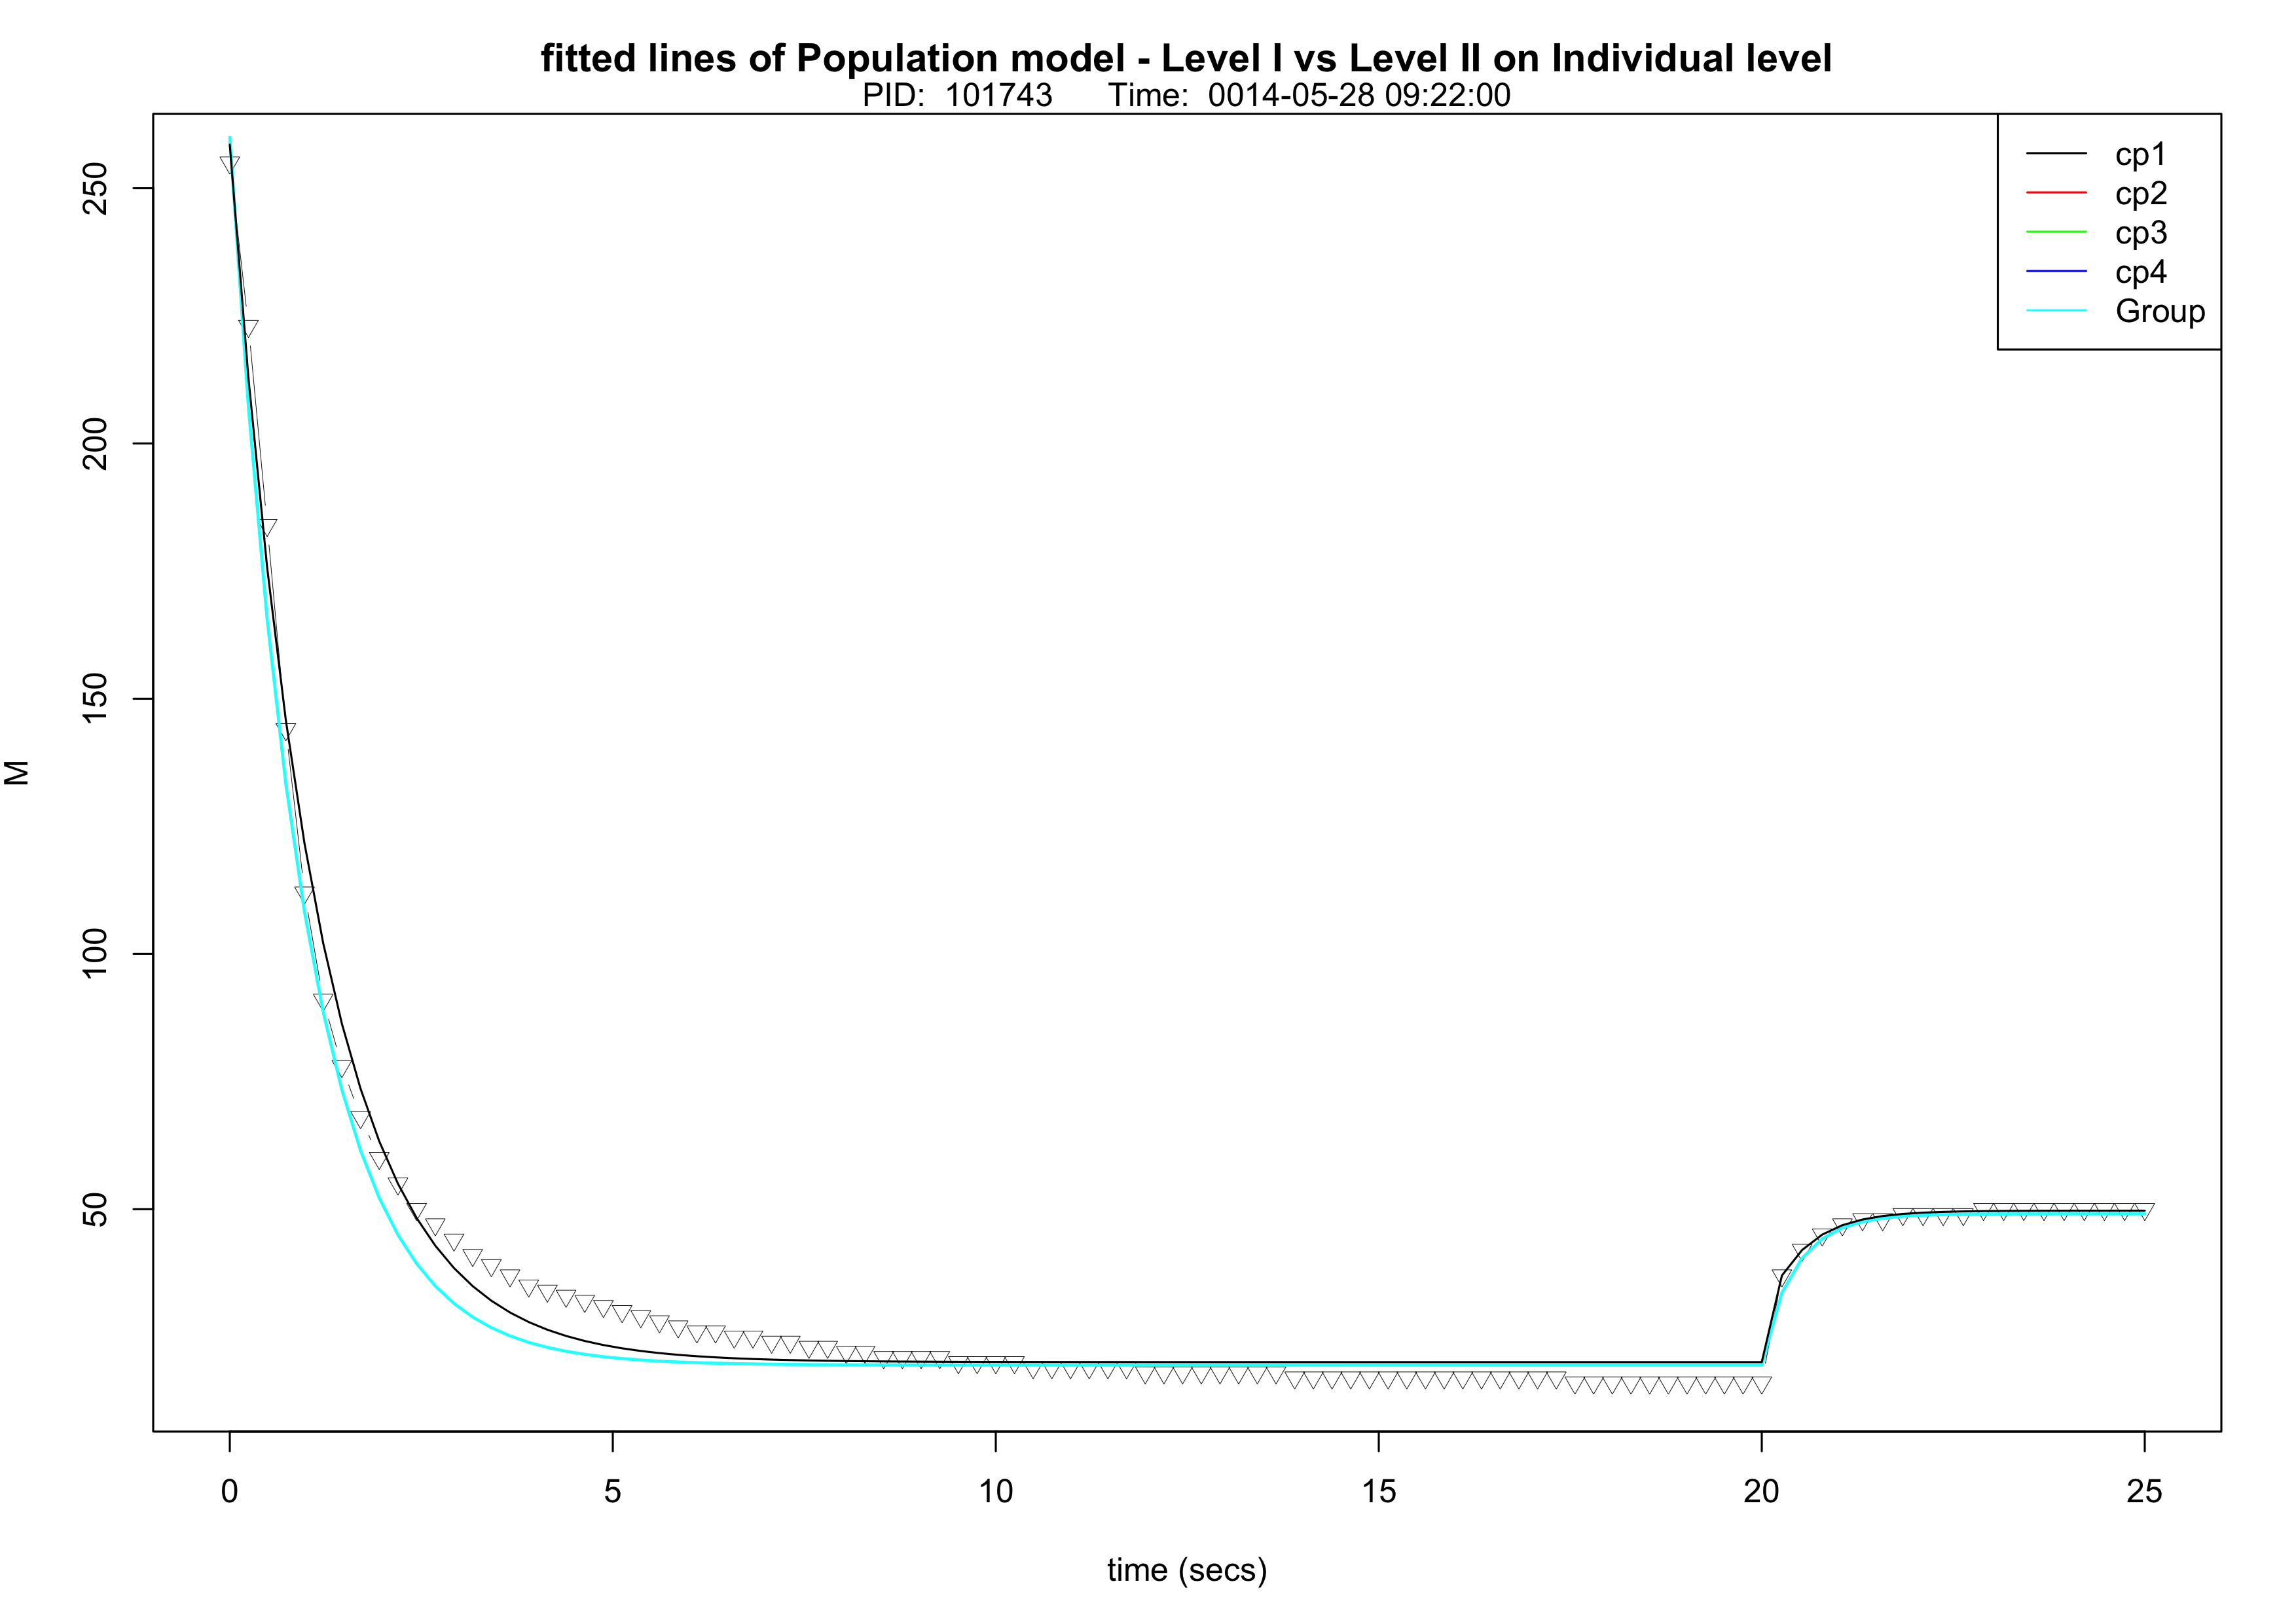 fitted lines of Population model - Level I vs Level II on Individual level
PID: 101743 Time: 0014-05-28 09:22:00
cp1
cp2
cp3
cp4
Group
250
200
150
100
50
M
0 5 10 15 20 25
time (secs)